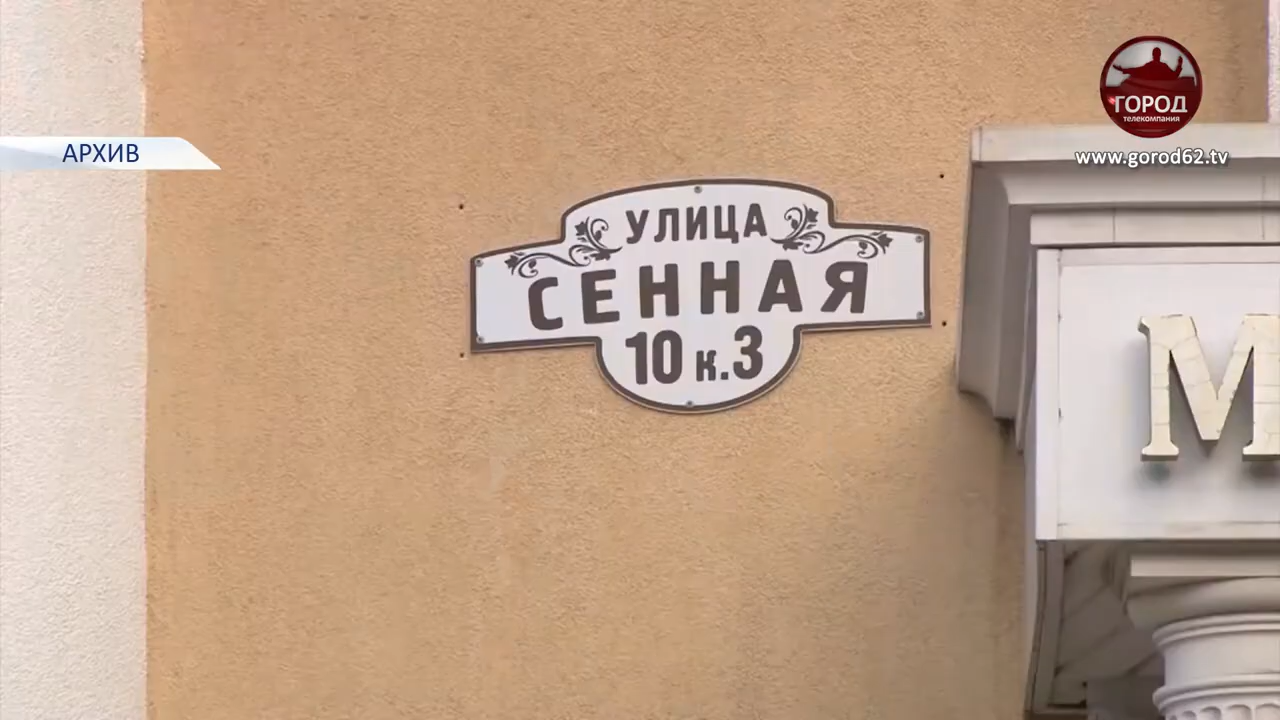 ГОРОД
телекомпания
www.gorod62.tv
АРХИВ
УЛИЦА
СЕННАЯ
10 к.3
М